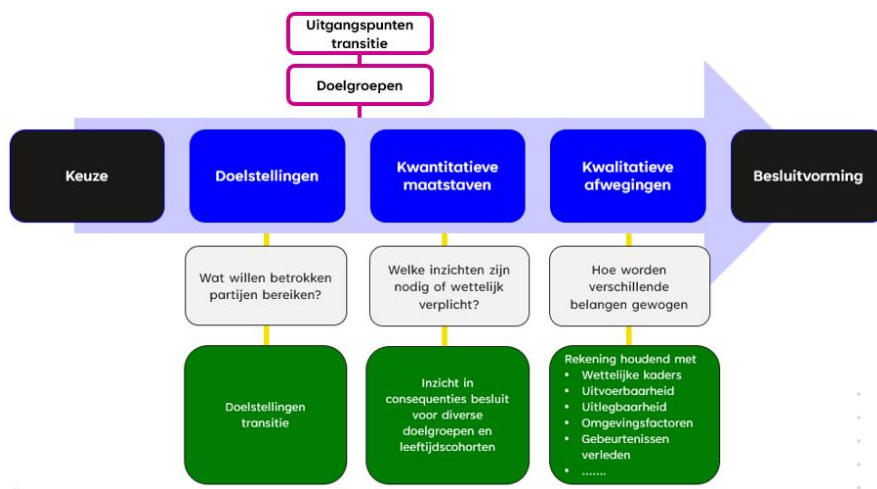 Uitgangspunten
transitie
Doelgroepen
Keuze
Doelstellingen
Kwantitatieve
maatstaven
Kwalitatieve
afwegingen
Besluitvorming
Wat willen betrokken
partijen bereiken?
Welke inzichten zijn
nodig of wettelijk
verplicht?
Hoe worden
verschillende
belangen gewogen
Doelstellingen
transitie
Inzicht in
consequenties besluit
voor diverse
doelgroepen en
leeftijdscohorten
Rekening houdend met
• Wettelijke kaders
• Uitvoerbaarheid
• Uitlegbaarheid
• Omgevingsfactoren
• Gebeurtenissen
verleden
• .......